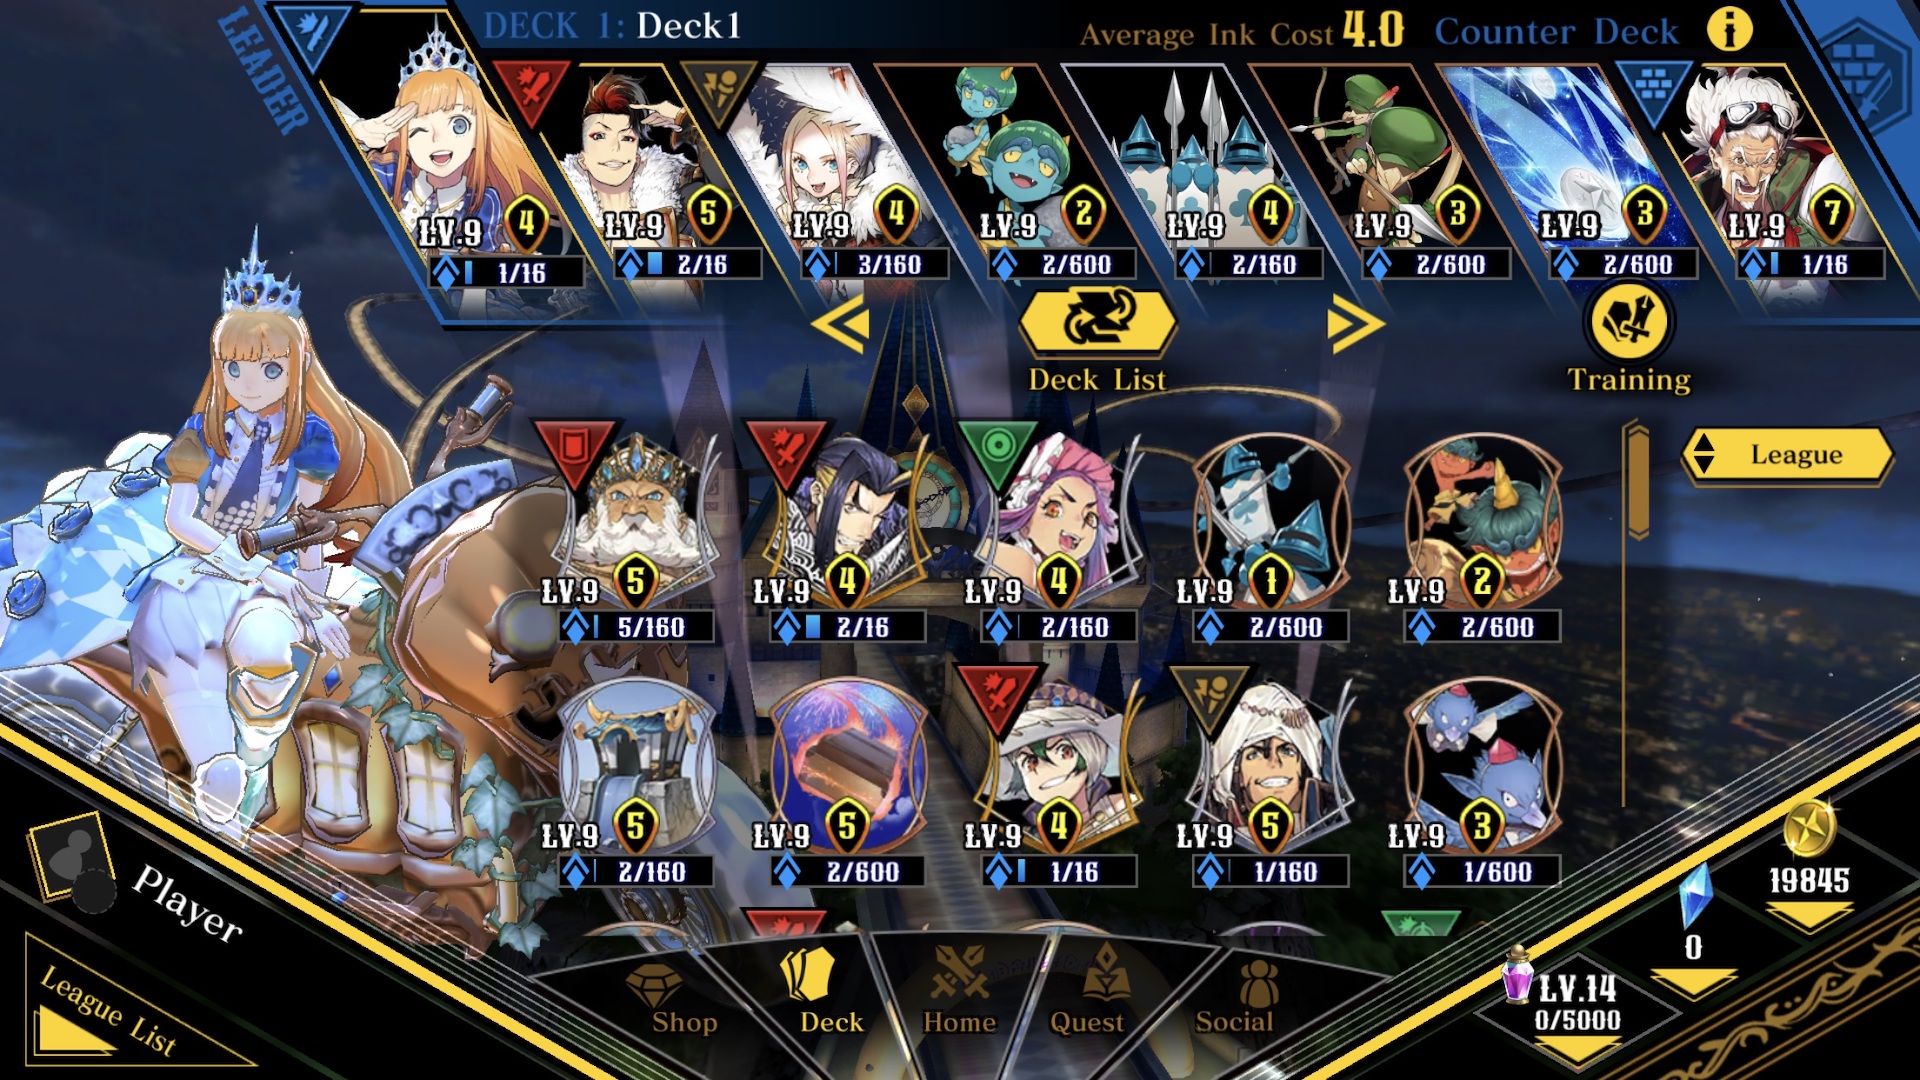 LEADER
DECK 1: Deck1
Average Ink Cost 4.0 Counter Deck
LV.9 4 1/16
LV.9 5 2/16
LV.9 4 3/160
LV.9 2 2/600
LV.9 4 2/160
LV.9 3 2/600
LV.9 3 2/600
LV.9 7 1/16
Deck List
Training
League
LV.9 5 5/160
LV.9 4 2/16
LV.9 4 2/160
LV.9 1 2/600
LV.9 2 2/600
LV.9 5 2/160
LV.9 5 2/600
LV.9 4 1/16
LV.9 5 1/160
LV.9 3 1/600
Player
League List
Shop
Deck
Home
Quest
Social
19845
0
LV.14
0/5000